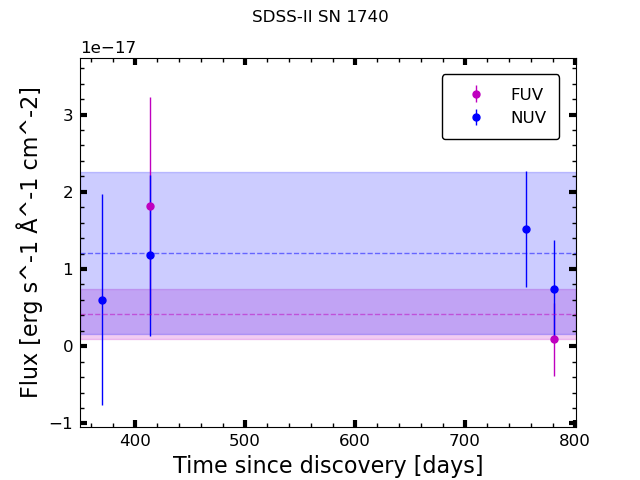 SDSS-II SN 1740
1e−17
FUV
NUV
3
2
1
0
−1
Flux [erg s^-1 Å^-1 cm^-2]
400 500 600 700 800
Time since discovery [days]